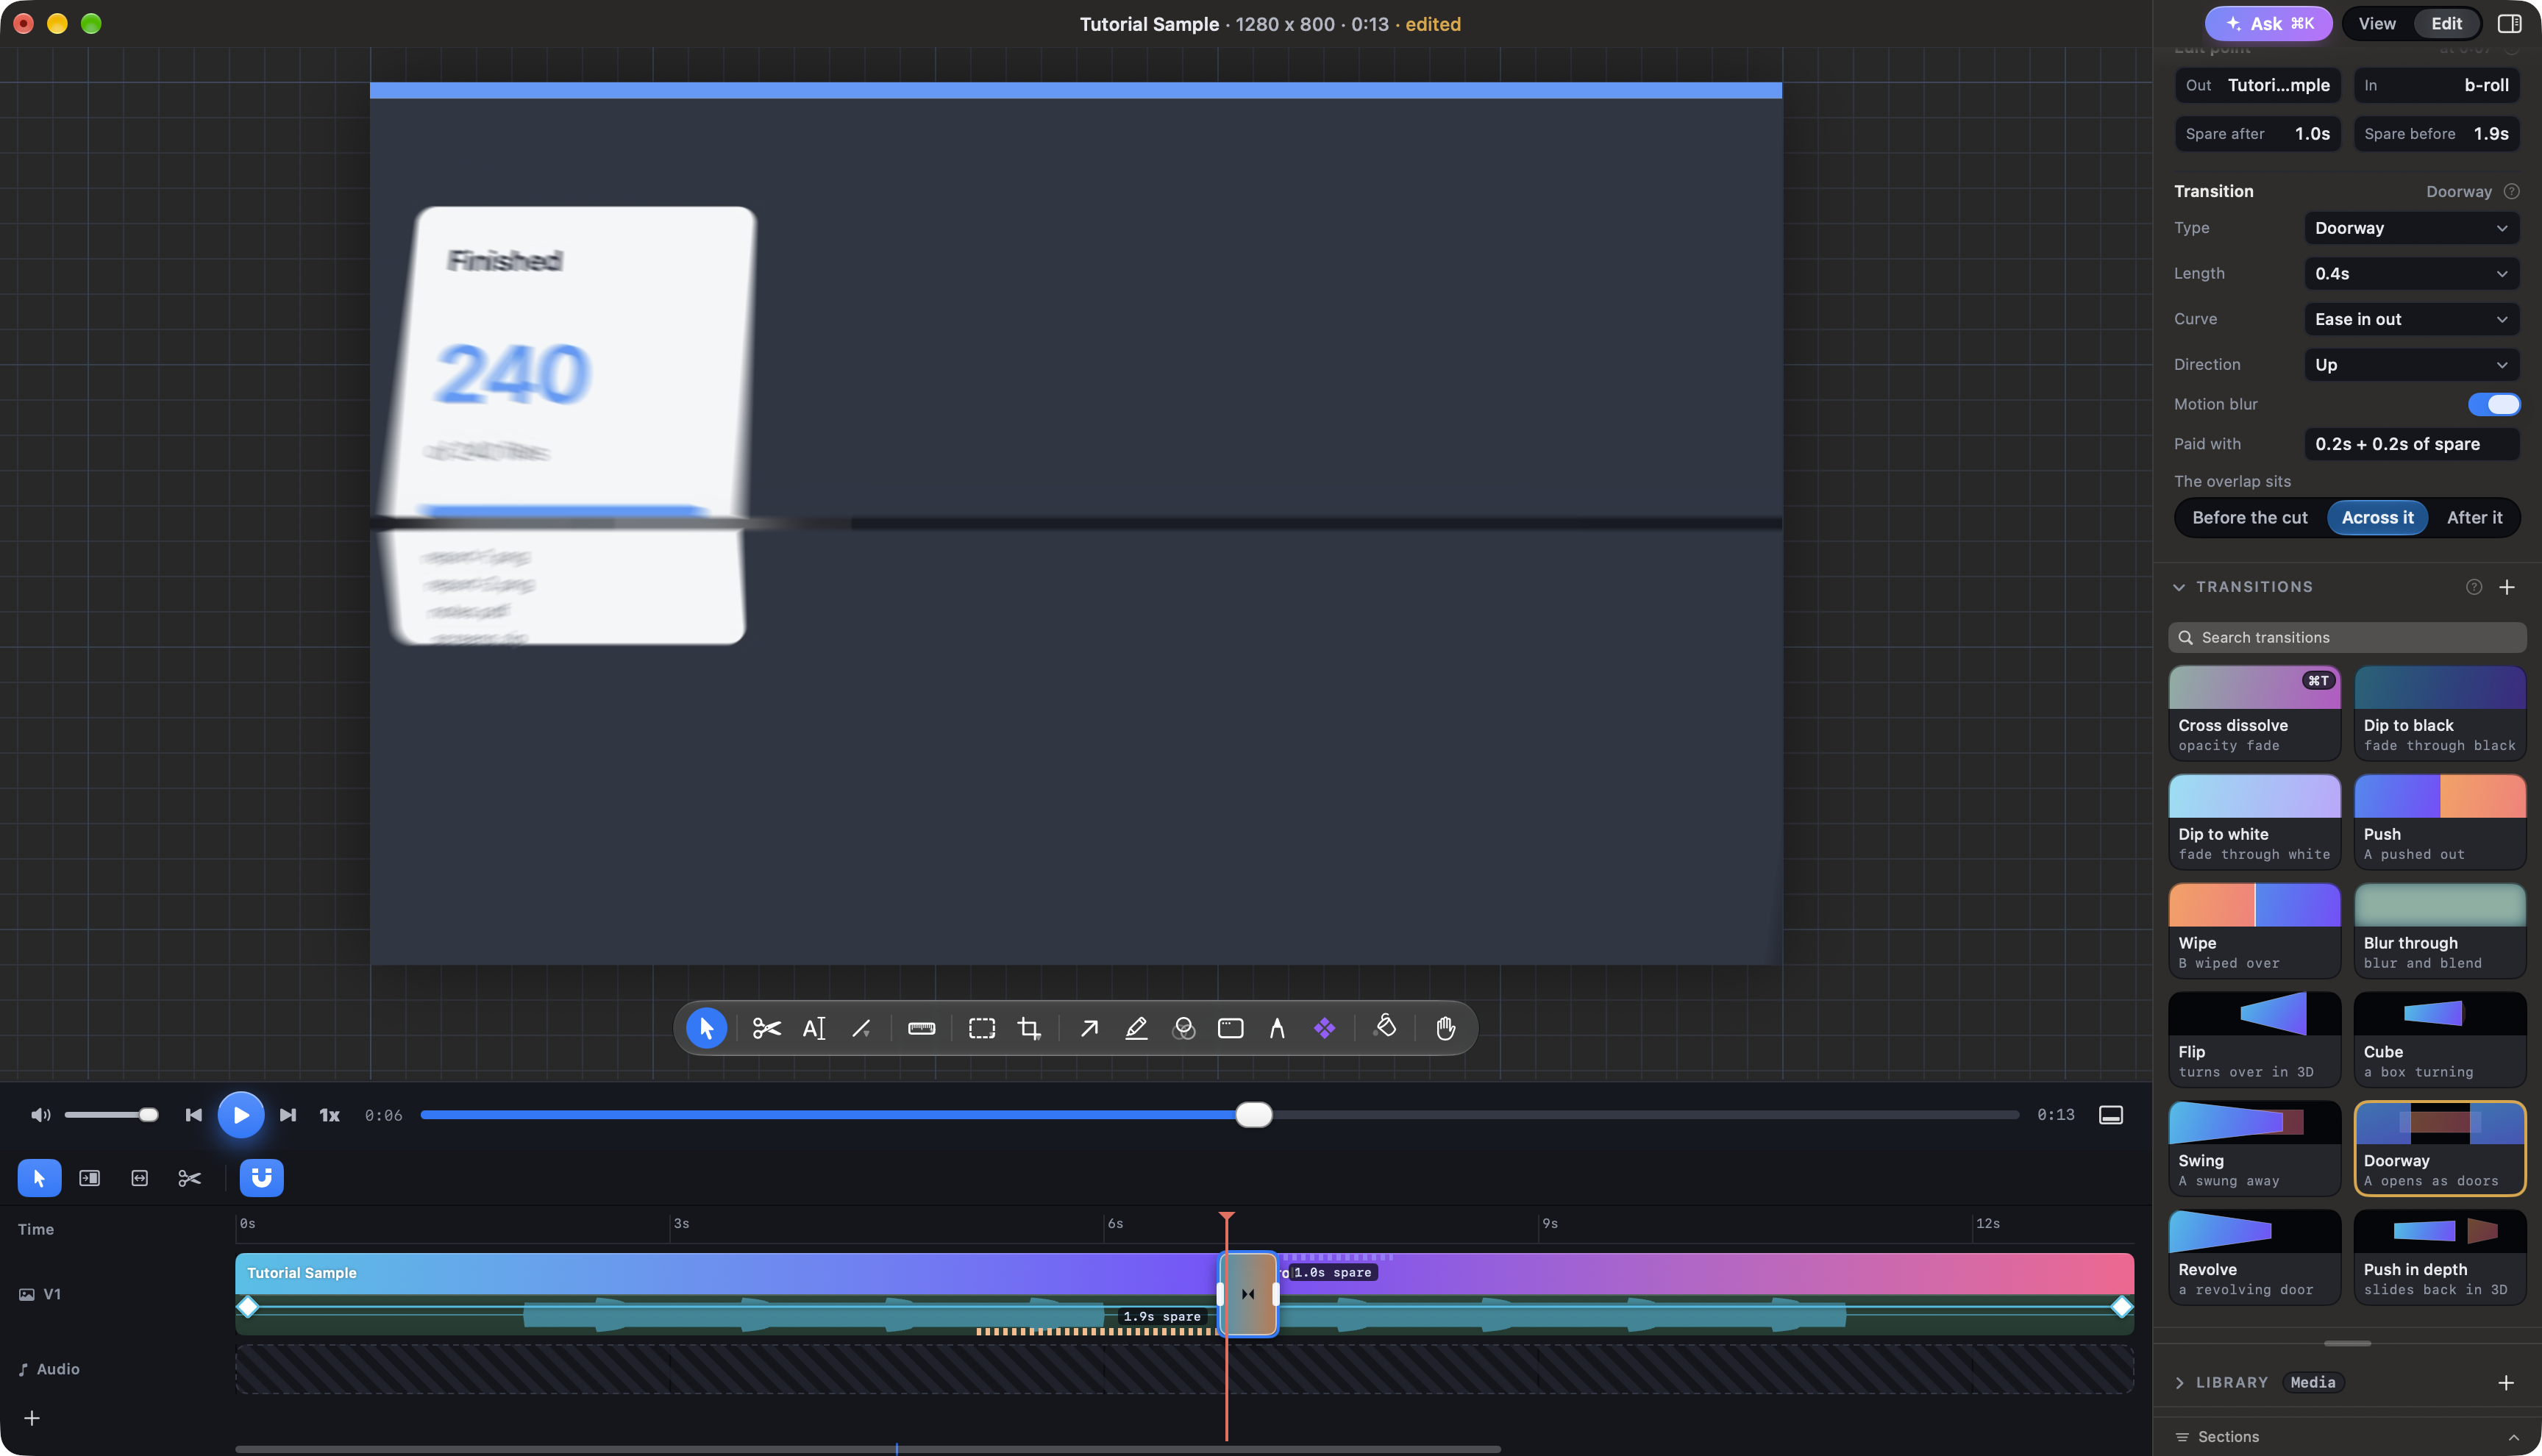 Tutorial Sample · 1280 x 800 · 0:13 · edited
Ask ⌘K
View
Edit
Out Tutori...mple
In b-roll
Spare after 1.0s
Spare before 1.9s
Transition Doorway
Type Doorway
Length 0.4s
Curve Ease in out
Direction Up
Motion blur
Paid with 0.2s + 0.2s of spare
The overlap sits
Before the cut Across it After it
TRANSITIONS
Search transitions
⌘T
Cross dissolve
opacity fade
Dip to black
fade through black
Dip to white
fade through white
Push
A pushed out
Wipe
B wiped over
Blur through
blur and blend
Flip
turns over in 3D
Cube
a box turning
Swing
A swung away
Doorway
A opens as doors
Revolve
a revolving door
Push in depth
slides back in 3D
LIBRARY Media
Sections
Finished
240
1x
0:06
0:13
Time
0s
3s
6s
9s
12s
V1
Tutorial Sample
1.0s spare
1.9s spare
Audio